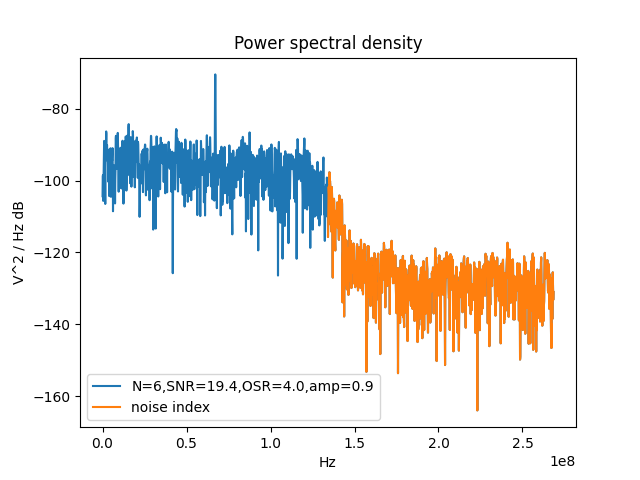 Power spectral density
V^2 / Hz dB
−80
−100
−120
−140
−160
N=6,SNR=19.4,OSR=4.0,amp=0.9
noise index
0.0 0.5 1.0 1.5 2.0 2.5
Hz
1e8